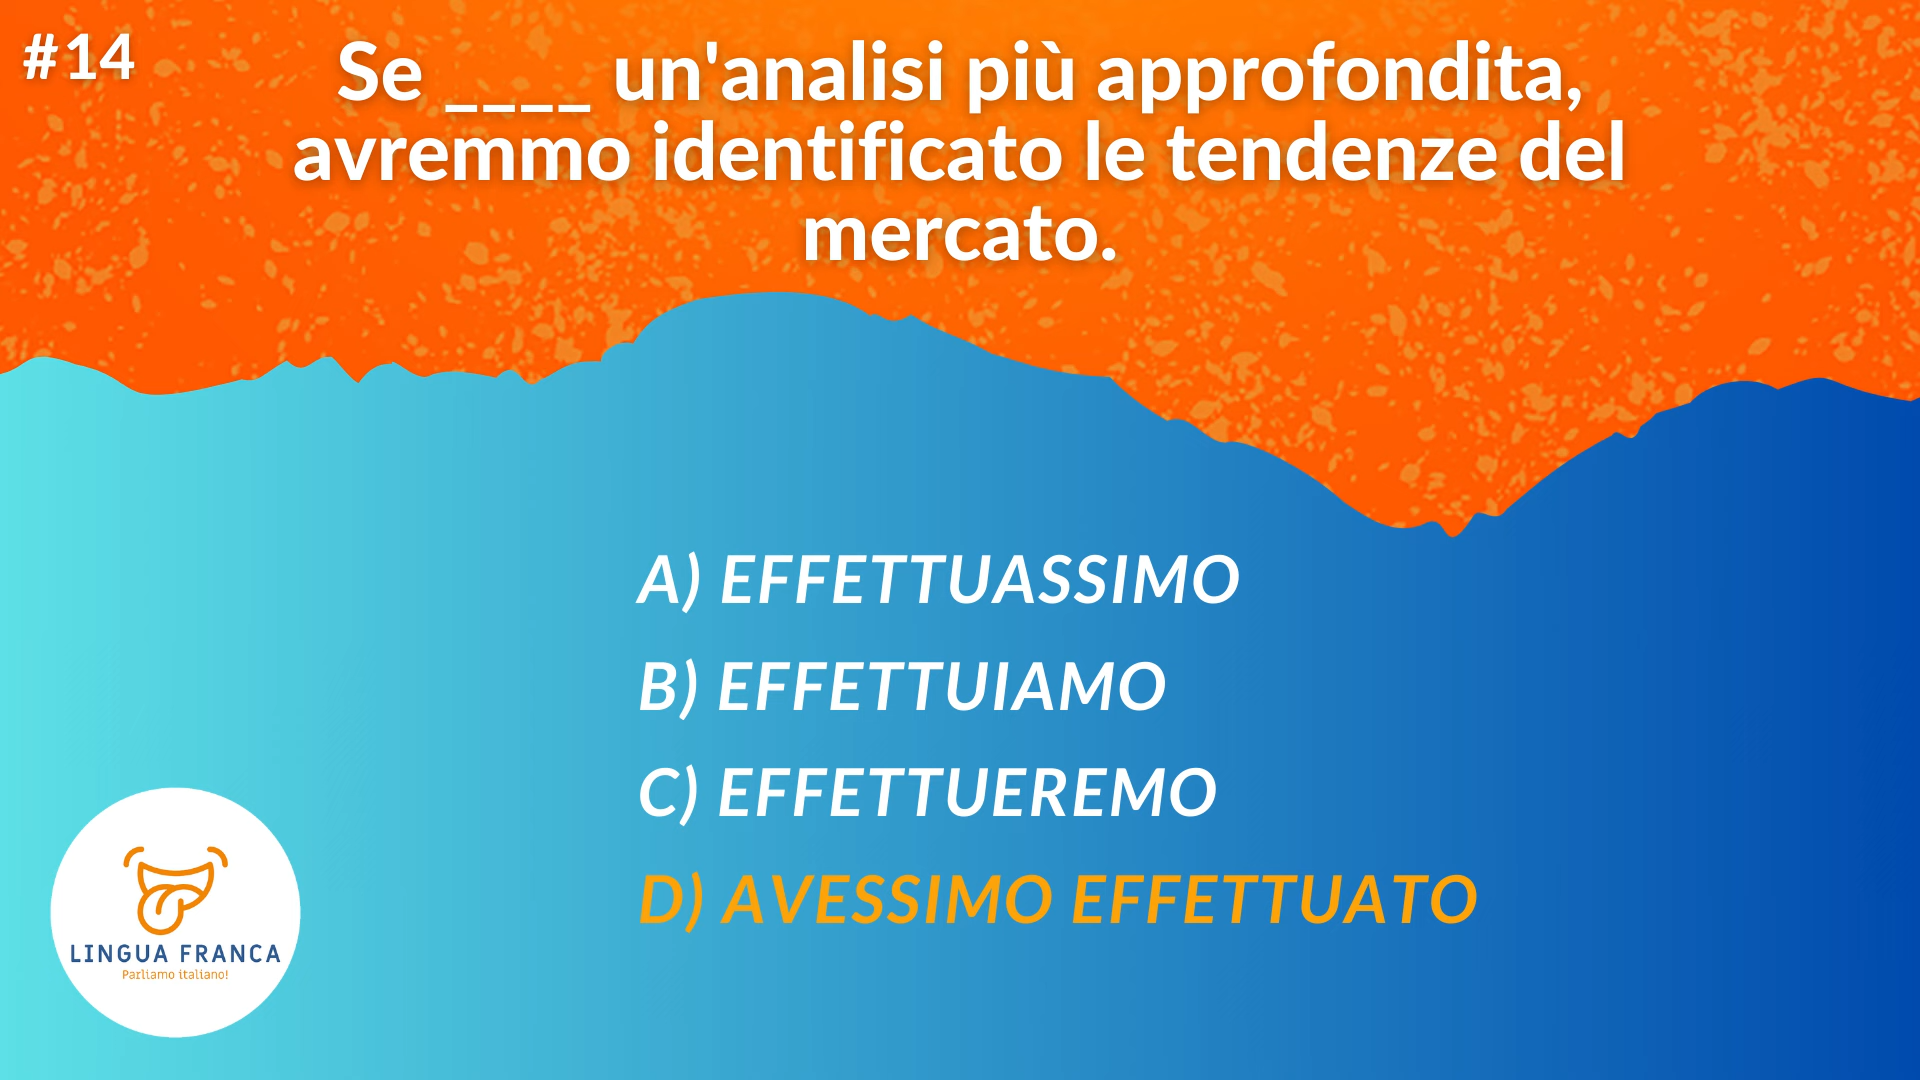 #14
Se ____ un'analisi più approfondita,
avremmo identificato le tendenze del
mercato.
A) EFFETTUASSIMO
B) EFFETTUIAMO
C) EFFETTUEREMO
D) AVESSIMO EFFETTUATO
LINGUA FRANCA
Parliamo italiano!